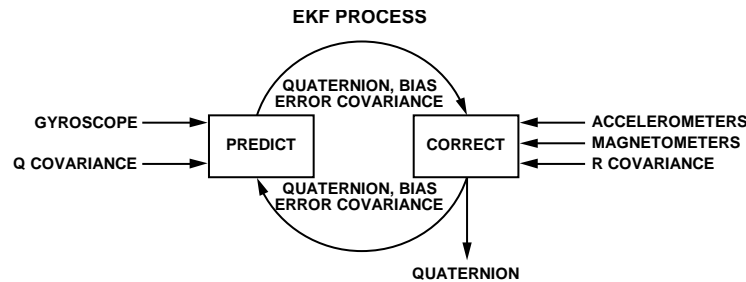 EKF PROCESS
QUATERNION, BIAS
ERROR COVARIANCE
GYROSCOPE
Q COVARIANCE
PREDICT
CORRECT
ACCELEROMETERS
MAGNETOMETERS
R COVARIANCE
QUATERNION, BIAS
ERROR COVARIANCE
QUATERNION